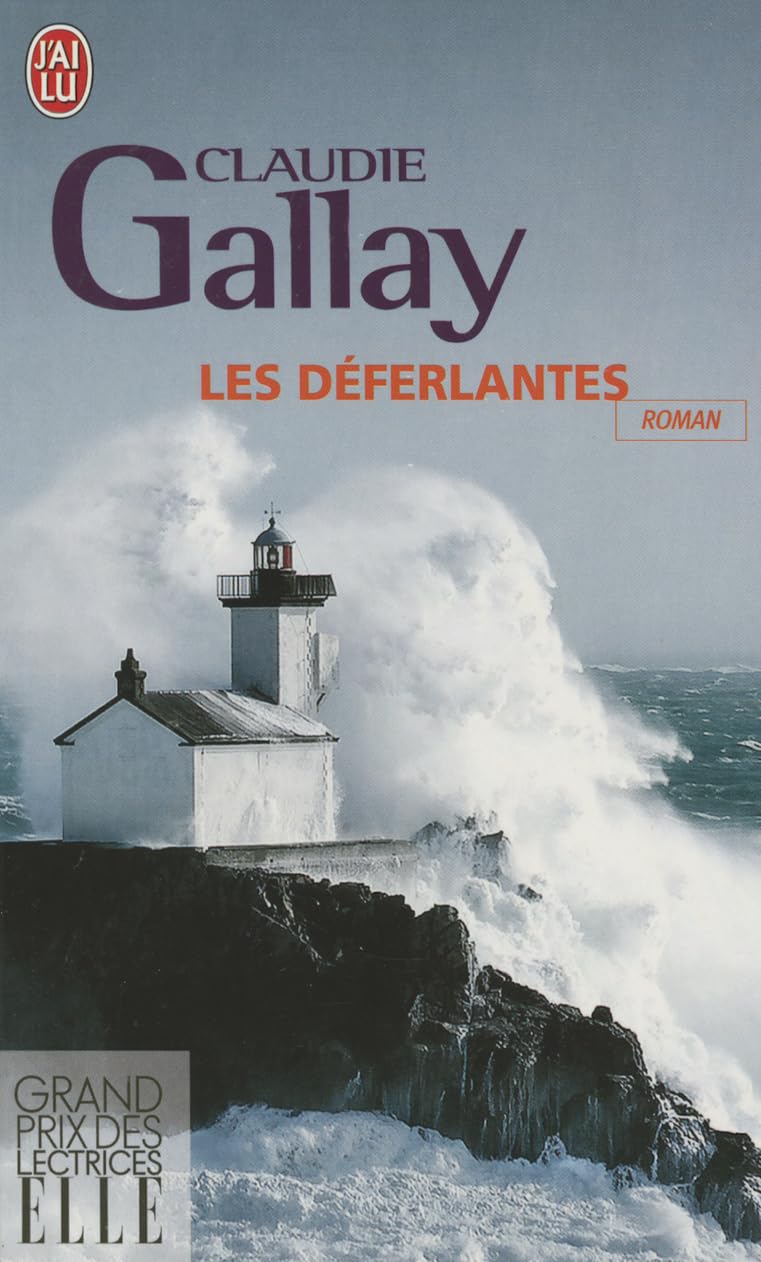 J'AI
LU
CLAUDIE
Gallay
LES DÉFERLANTES
ROMAN
GRAND
PRIX DES
LECTRICES
ELLE